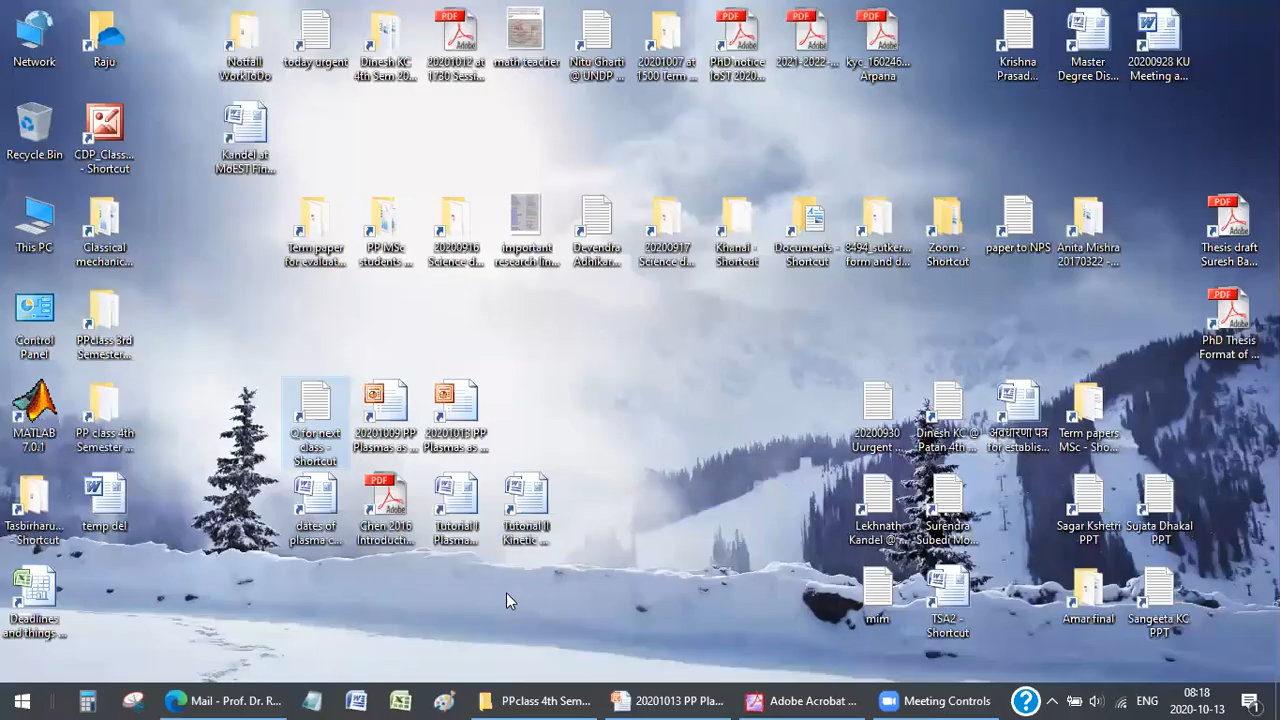 Network
Raju
Notfall
WorkToDo
today urgent
Dinesh KC
4th Sem 20...
20201012 at
1730 Sessi...
math teacher
Nitu Gharti
@ UNDP ...
20201007 at
1500 Term ...
PhD notice
IoST 2020...
2021-2022-...
kyc_160246...
Arpana
Krishna
Prasad...
Master
Degree Dis...
20200928 KU
Meeting a...
Recycle Bin
CDP_Class...
- Shortcut
Kandel at
MoEST Fin...
This PC
Classical
mechanic...
Term paper
for evaluat...
PP MSc
students ...
20200916
Science d...
important
research lin...
Devendra
Adhikar...
20200917
Science d...
Khanal -
Shortcut
Documents -
Shortcut
8494_sutker...
form and d...
Zoom -
Shortcut
paper to NPS
Anita Mishra
20170322 -...
Thesis draft
Suresh Ba...
Control
Panel
PPclass 3rd
Semester...
PhD Thesis
Format of ...
MATLAB
7.0.1
PP class 4th
Semester ...
Q for next
class -
Shortcut
20201009 PP
Plasmas as ...
20201013 PP
Plasmas as ...
20200930
Uurgent ...
Dinesh KC @
Patan 4th ...
अवधारणा पत्र
for establis...
Term papers
MSc - Sho...
Tasbirharu...
- Shortcut
temp del
dates of
plasma c...
Chen 2016
Introducti...
Tutorial I
Plasma...
Tutorial II
Kinetic ...
Lekhnath
Kandel @ ...
Surendra
Subedi Mo...
Sagar Kshetri
PPT
Sujata Dhakal
PPT
Deadlines
and things ...
mim
TSA2 -
Shortcut
Amar final
Sangeeta KC
PPT
Mail - Prof. Dr. R...
PPclass 4th Sem...
20201013 PP Pla...
Adobe Acrobat ...
Meeting Controls
ENG
08:18
2020-10-13